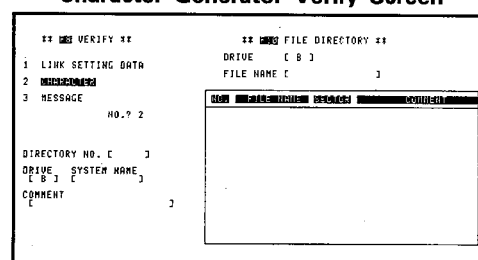 Character Generator Verify Screen
** FD VERIFY **
1 LINK SETTING DATA
2 CHARACTER
3 MESSAGE
NO.? 2
DIRECTORY NO. [ ]
DRIVE SYSTEM NAME
[ B ] [ ]
COMMENT
[ ]
** FILE DIRECTORY **
DRIVE [ B ]
FILE NAME [ ]
NO. FILE NAME SECTOR COMMENT